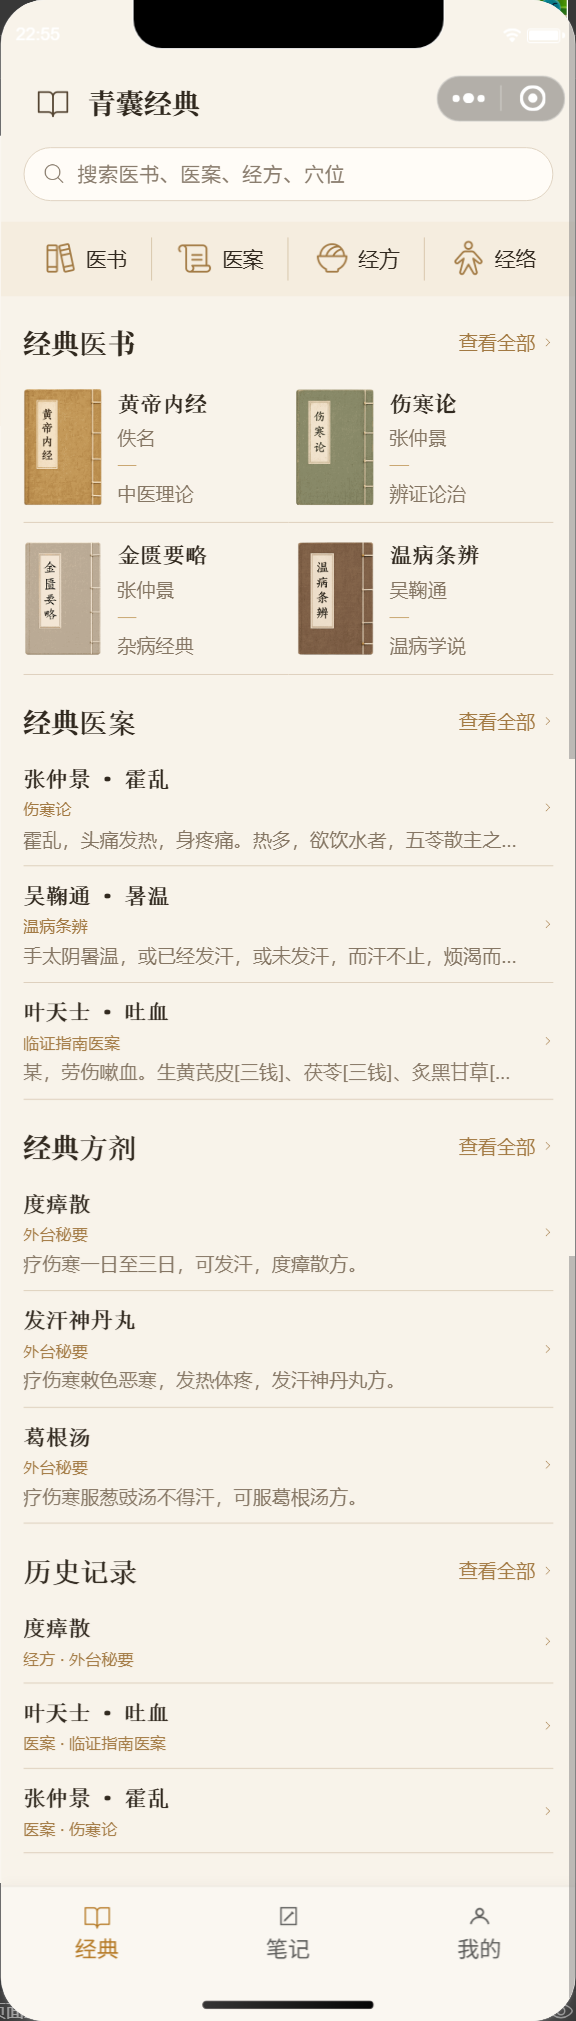 22:55
青囊经典
搜索医书、医案、经方、穴位
医书 医案 经方 经络
经典医书 查看全部
黄帝内经
黄帝内经
佚名
中医理论
伤寒论
伤寒论
张仲景
辨证论治
金匮要略
金匮要略
张仲景
杂病经典
温病条辨
温病条辨
吴鞠通
温病学说
经典医案 查看全部
张仲景 • 霍乱
伤寒论
霍乱，头痛发热，身疼痛。热多，欲饮水者，五苓散主之...
吴鞠通 • 暑温
温病条辨
手太阴暑温，或已经发汗，或未发汗，而汗不止，烦渴而...
叶天士 • 吐血
临证指南医案
某，劳伤嗽血。生黄芪皮[三钱]、茯苓[三钱]、炙黑甘草[...
经典方剂 查看全部
度瘴散
外台秘要
疗伤寒一日至三日，可发汗，度瘴散方。
发汗神丹丸
外台秘要
疗伤寒敕色恶寒，发热体疼，发汗神丹丸方。
葛根汤
外台秘要
疗伤寒服葱豉汤不得汗，可服葛根汤方。
历史记录 查看全部
度瘴散
经方 · 外台秘要
叶天士 • 吐血
医案 · 临证指南医案
张仲景 • 霍乱
医案 · 伤寒论
经典 笔记 我的